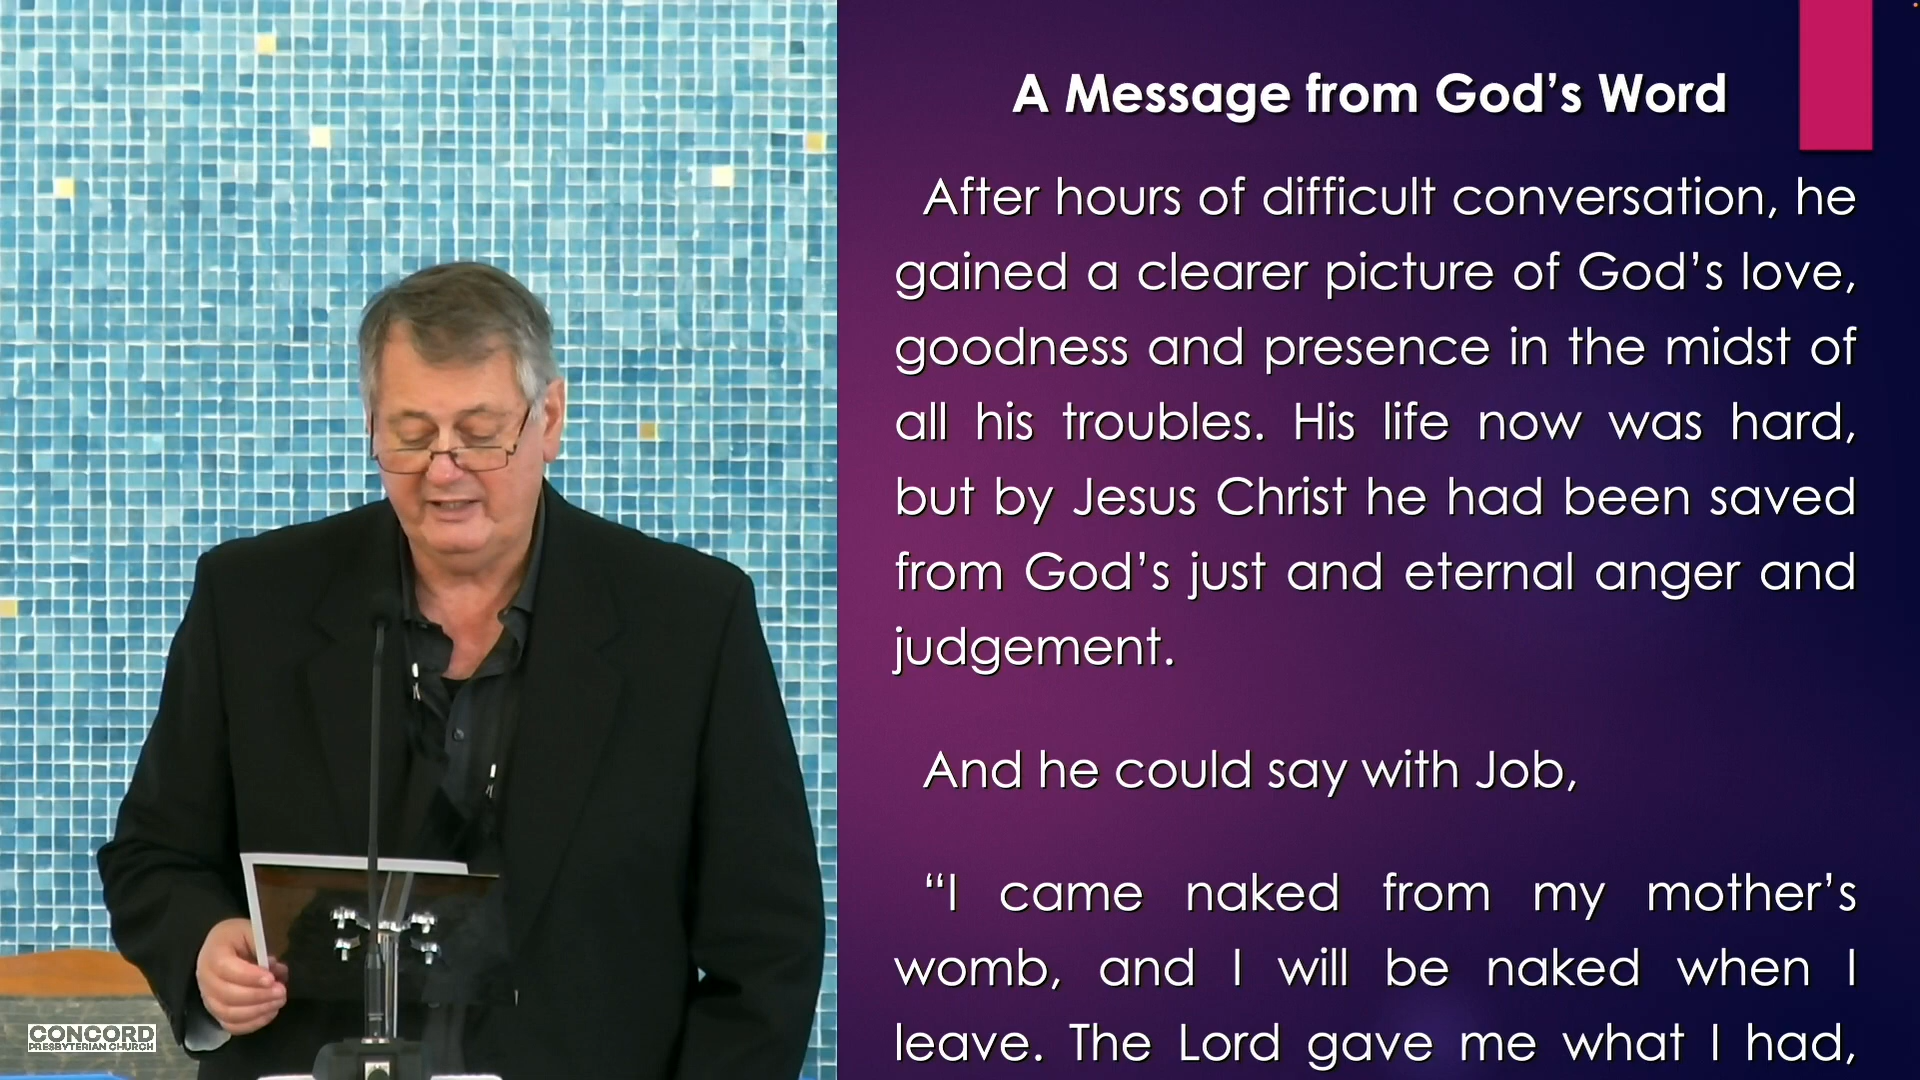 A Message from God’s Word
After hours of difficult conversation, he
gained a clearer picture of God’s love,
goodness and presence in the midst of
all his troubles. His life now was hard,
but by Jesus Christ he had been saved
from God’s just and eternal anger and
judgement.
And he could say with Job,
“I came naked from my mother’s
womb, and I will be naked when I
leave. The Lord gave me what I had,
CONCORD
PRESBYTERIAN CHURCH